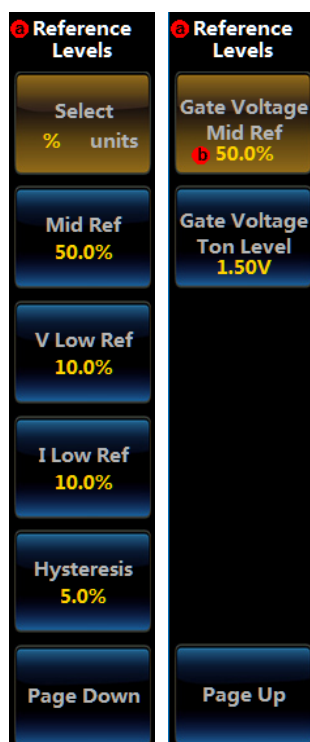 a Reference
Levels
Select
% units
Mid Ref
50.0%
V Low Ref
10.0%
I Low Ref
10.0%
Hysteresis
5.0%
Page Down
a Reference
Levels
Gate Voltage
Mid Ref
b 50.0%
Gate Voltage
Ton Level
1.50V
Page Up